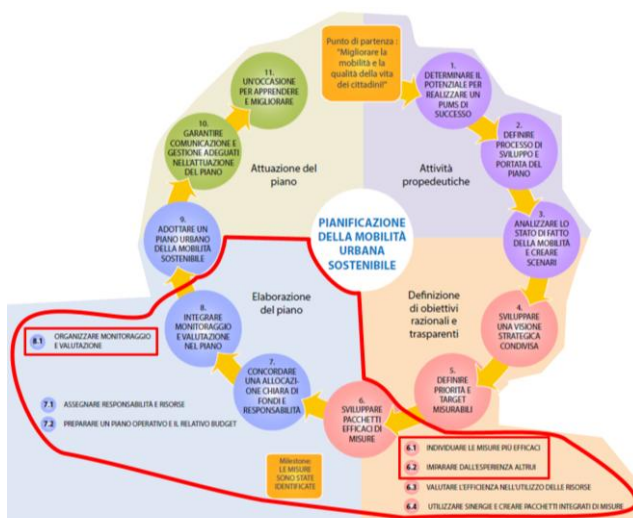 Punto di partenza :
"Migliorare la
mobilità e la
qualità della vita
dei cittadini!"
1.
DETERMINARE IL
POTENZIALE PER
REALIZZARE UN
PUMS DI
SUCCESSO
2.
DEFINIRE
PROCESSO DI
SVILUPPO E
PORTATA DEL
PIANO
3.
ANALIZZARE LO
STATO DI FATTO
DELLA MOBILITÀ
E CREARE
SCENARI
Attività
propedeutiche
4.
SVILUPPARE
UNA VISIONE
STRATEGICA
CONDIVISA
5.
DEFINIRE
PRIORITÀ E
TARGET
MISURABILI
Definizione
di obiettivi
razionali e
trasparenti
6.
SVILUPPARE
PACCHETTI
EFFICACI DI
MISURE
6.1 INDIVIDUARE LE MISURE PIÙ EFFICACI
6.2 IMPARARE DALL'ESPERIENZA ALTRUI
6.3 VALUTARE L'EFFICIENZA NELL'UTILIZZO DELLE RISORSE
6.4 UTILIZZARE SINERGIE E CREARE PACCHETTI INTEGRATI DI MISURE
Milestone:
LE MISURE
SONO STATE
IDENTIFICATE
7.
CONCORDARE
UNA ALLOCAZI-
ONE CHIARA DI
FONDI E
RESPONSABILITÀ
7.1 ASSEGNARE RESPONSABILITÀ E RISORSE
7.2 PREPARARE UN PIANO OPERATIVO E IL RELATIVO BUDGET
8.
INTEGRARE
MONITORAGGIO
E VALUTAZIONE
NEL PIANO
8.1 ORGANIZZARE MONITORAGGIO
E VALUTAZIONE
Elaborazione
del piano
9.
ADOTTARE UN
PIANO URBANO
DELLA MOBILITÀ
SOSTENIBILE
10.
GARANTIRE
COMUNICAZIONE E
GESTIONE ADEGUATI
NELL'ATTUAZIONE
DEL PIANO
11.
UN'OCCASIONE
PER APPRENDERE
E MIGLIORARE
Attuazione del
piano
PIANIFICAZIONE
DELLA MOBILITÀ
URBANA
SOSTENIBILE